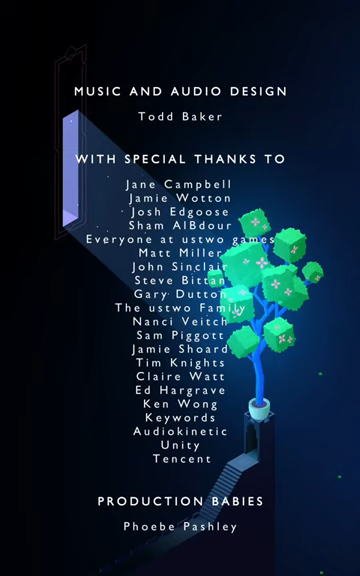 MUSIC AND AUDIO DESIGN
Todd Baker
WITH SPECIAL THANKS TO
Jane Campbell
Jamie Wotton
Josh Edgoose
Sham AlBdour
Everyone at ustwo games
Matt Miller
John Sinclair
Steve Bittan
Gary Dutton
The ustwo Family
Nanci Veitch
Sam Piggott
Jamie Shoard
Tim Knights
Claire Watt
Ed Hargrave
Ken Wong
Keywords
Audiokinetic
Unity
Tencent
PRODUCTION BABIES
Phoebe Pashley